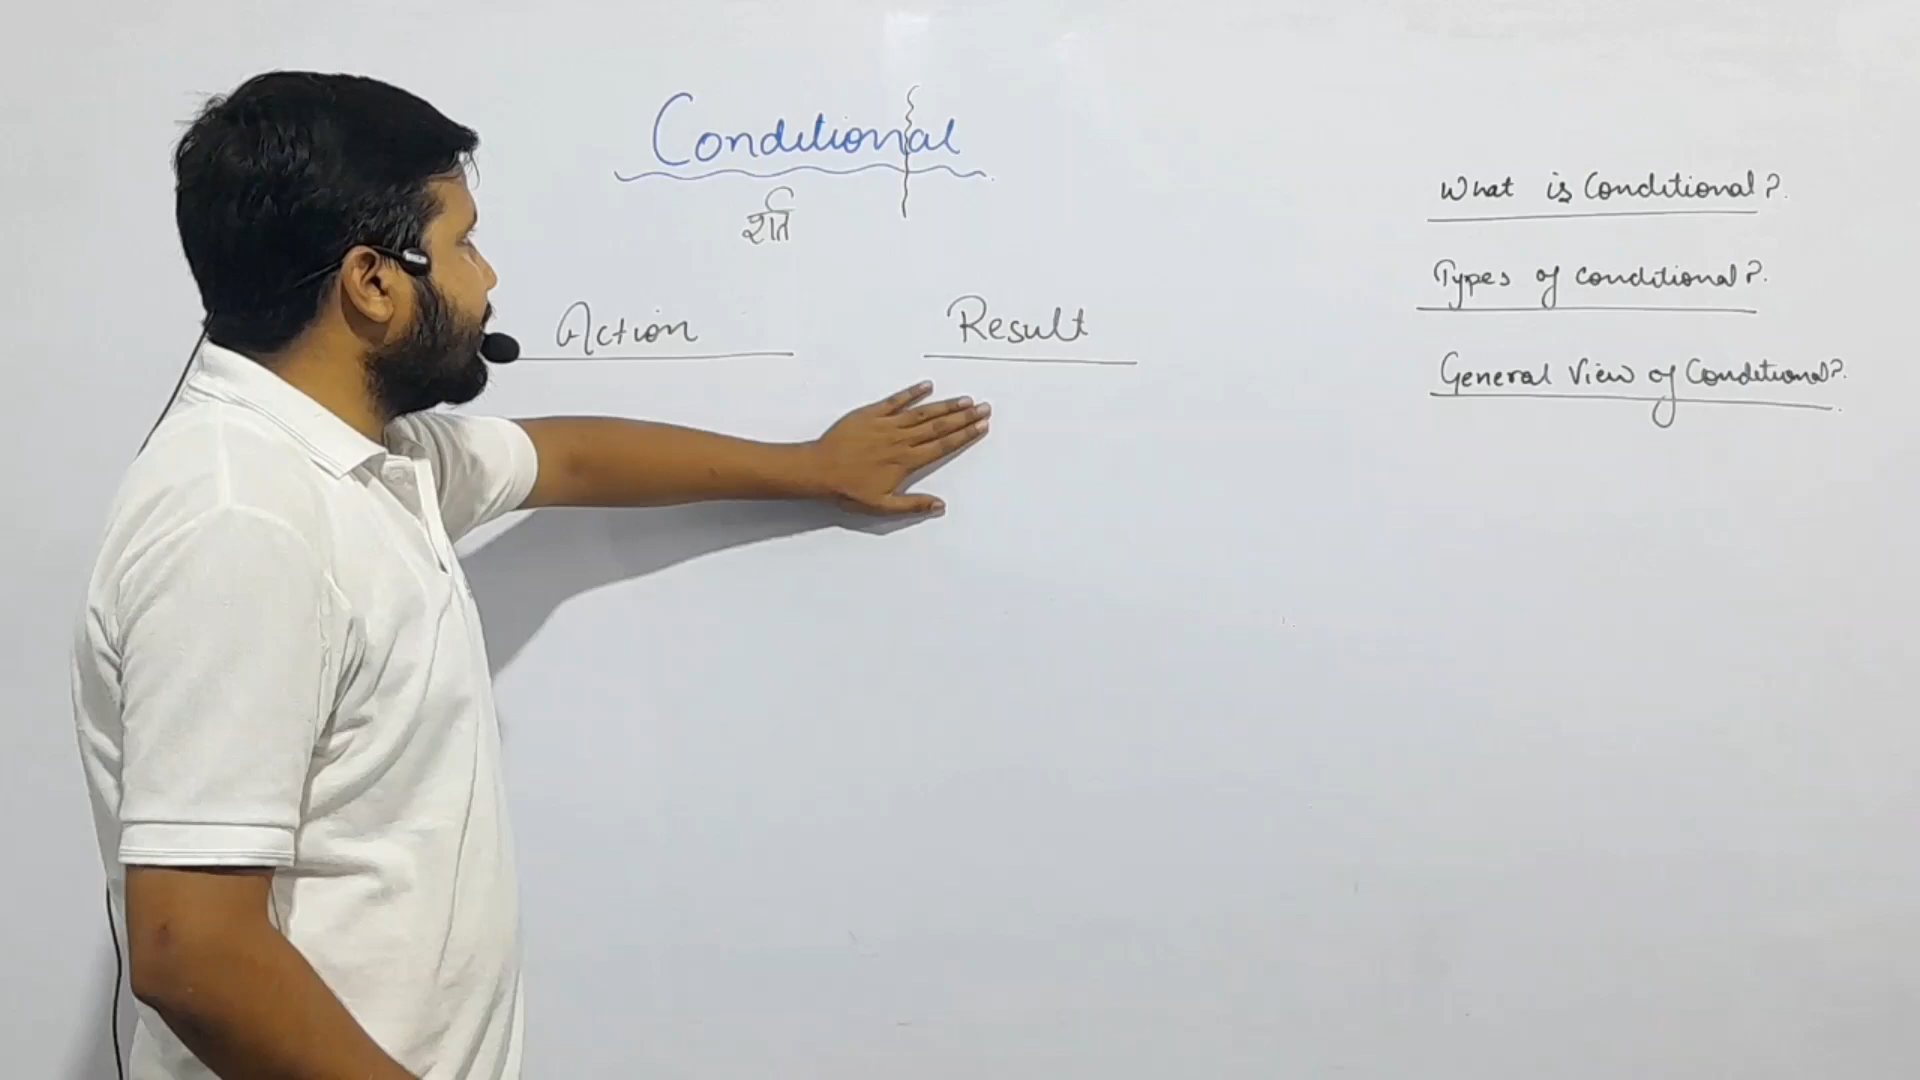 Conditional
शर्त
Action Result
What is Conditional?
Types of conditional?
General View of Conditional?